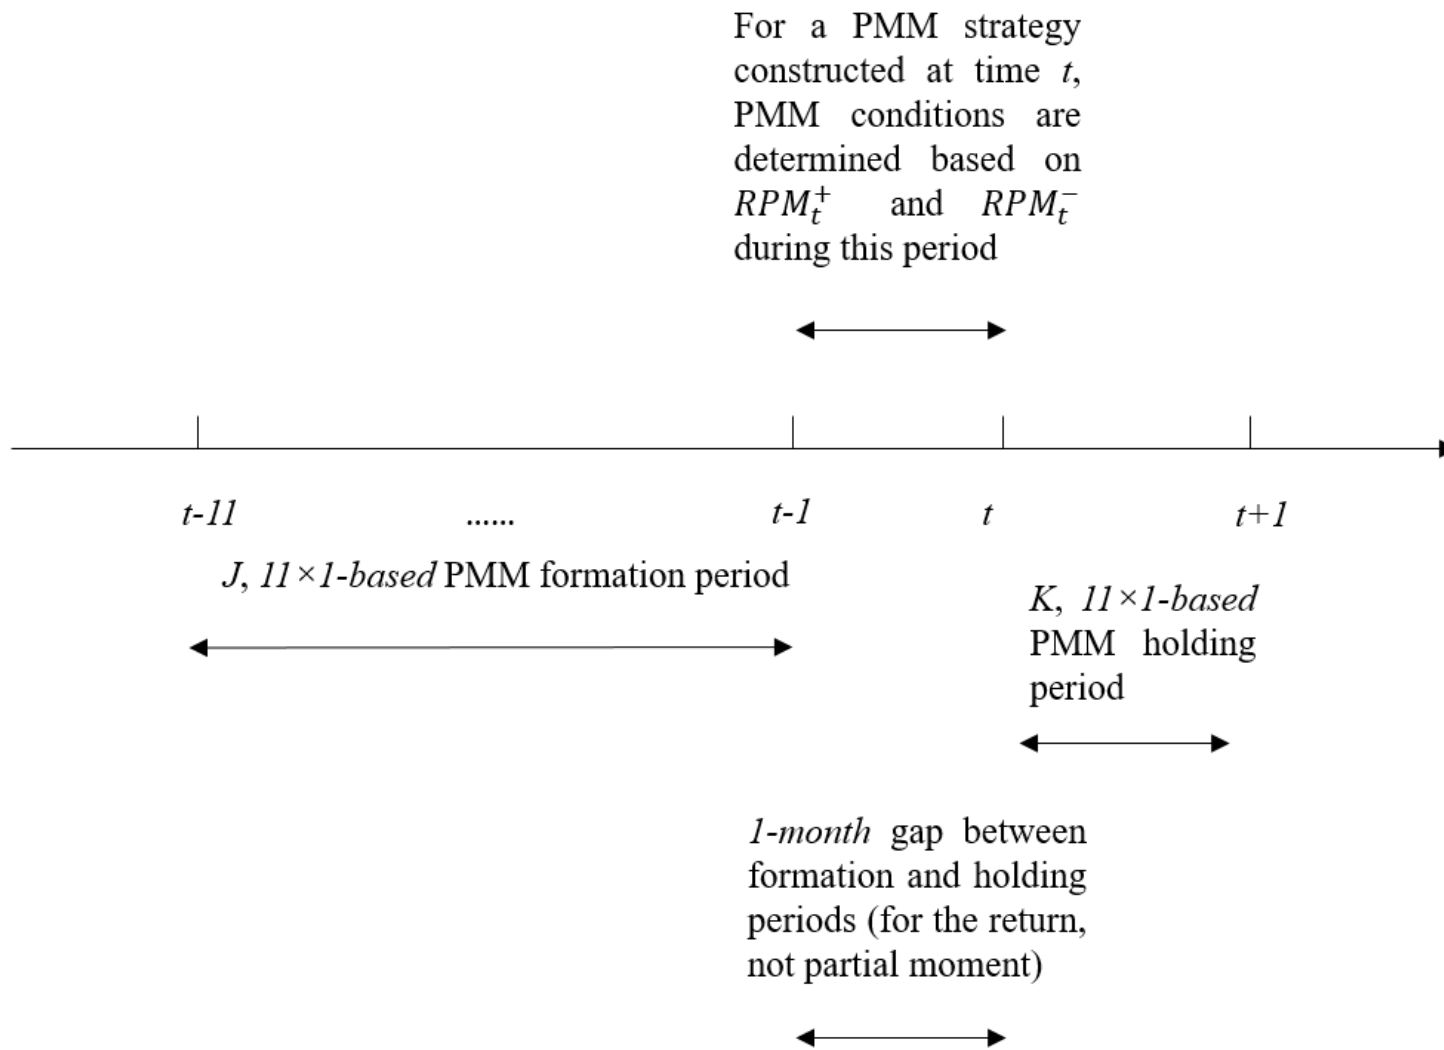 For a PMM strategy
constructed at time t,
PMM conditions are
determined based on
RPM_t^+ and RPM_t^-
during this period
t-11 ...... t-1 t t+1
J, 11×1-based PMM formation period
K, 11×1-based
PMM holding
period
1-month gap between
formation and holding
periods (for the return,
not partial moment)